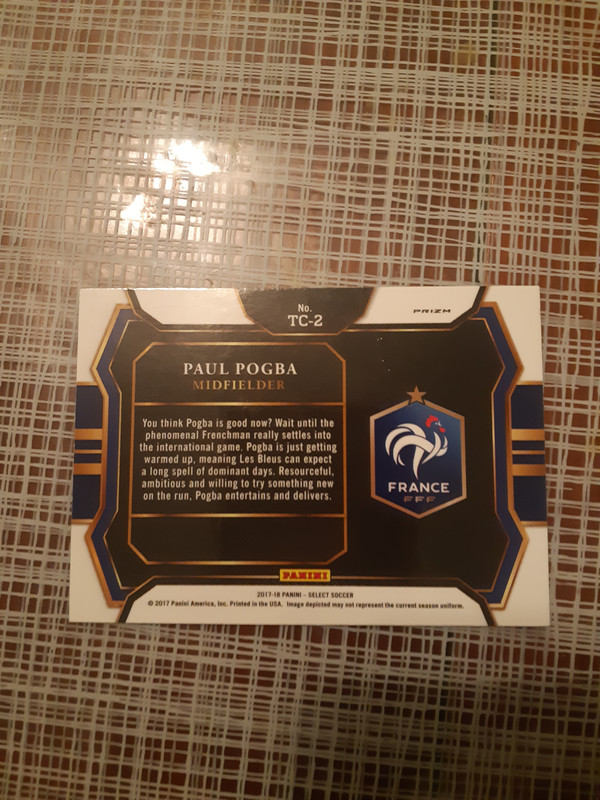 No.
TC-2
PRIZM
PAUL POGBA
MIDFIELDER
You think Pogba is good now? Wait until the
phenomenal Frenchman really settles into
the international game. Pogba is just getting
warmed up, meaning Les Bleus can expect
a long spell of dominant days. Resourceful,
ambitious and willing to try something new
on the run, Pogba entertains and delivers.
FRANCE
FFF
PANINI
2017-18 PANINI – SELECT SOCCER
© 2017 Panini America, Inc. Printed in the USA. Image depicted may not represent the current season uniform.